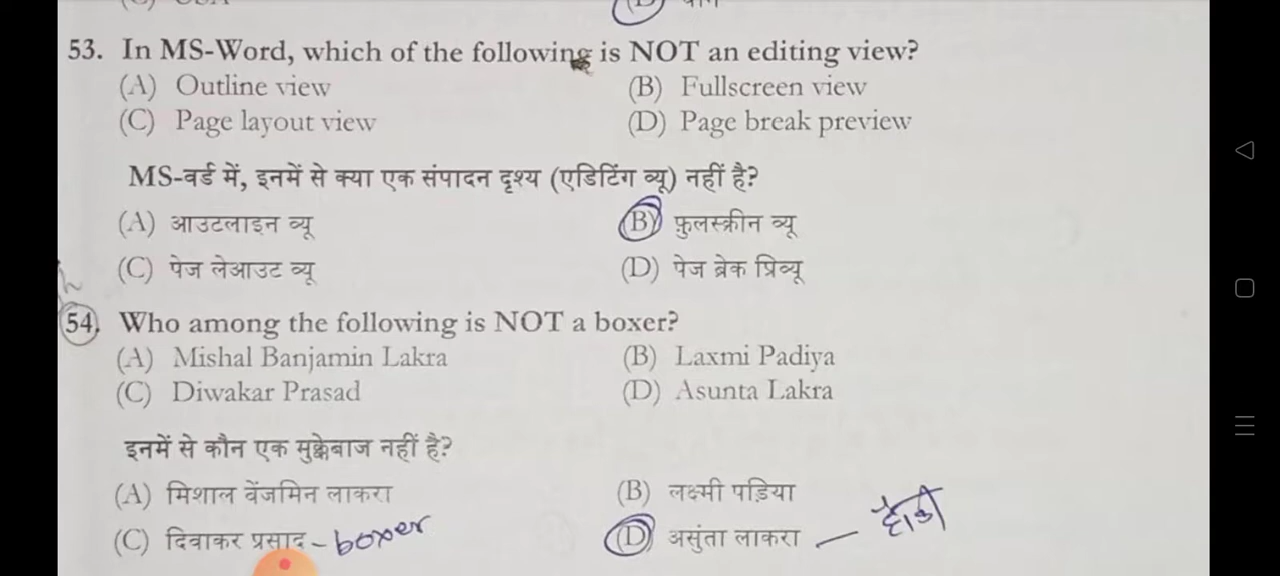 53. In MS-Word, which of the following is NOT an editing view?
(A) Outline view (B) Fullscreen view
(C) Page layout view (D) Page break preview
MS-वर्ड में, इनमें से क्या एक संपादन दृश्य (एडिटिंग व्यू) नहीं है?
(A) आउटलाइन व्यू (B) फ़ुलस्क्रीन व्यू
(C) पेज लेआउट व्यू (D) पेज ब्रेक प्रिव्यू
54. Who among the following is NOT a boxer?
(A) Mishal Banjamin Lakra (B) Laxmi Padiya
(C) Diwakar Prasad (D) Asunta Lakra
इनमें से कौन एक मुक्केबाज नहीं है?
(A) मिशाल वेंजमिन लाकरा (B) लक्ष्मी पड़िया
(C) दिवाकर प्रसाद – boxer (D) असुंता लाकरा — हॉकी